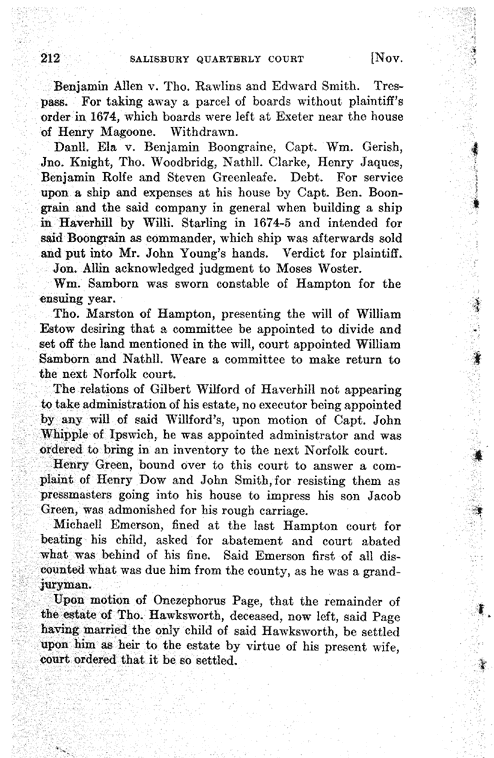 212 SALISBURY QUARTERLY COURT [Nov.
Benjamin Allen v. Tho. Rawlins and Edward Smith. Tres-
pass. For taking away a parcel of boards without plaintiff's
order in 1674, which boards were left at Exeter near the house
of Henry Magoone. Withdrawn.
Danll. Ela v. Benjamin Boongraine, Capt. Wm. Gerish,
Jno. Knight, Tho. Woodbridg, Nathll. Clarke, Henry Jaques,
Benjamin Rolfe and Steven Greenleafe. Debt. For service
upon a ship and expenses at his house by Capt. Ben. Boon-
grain and the said company in general when building a ship
in Haverhill by Willi. Starling in 1674-5 and intended for
said Boongrain as commander, which ship was afterwards sold
and put into Mr. John Young's hands. Verdict for plaintiff.
Jon. Allin acknowledged judgment to Moses Woster.
Wm. Samborn was sworn constable of Hampton for the
ensuing year.
Tho. Marston of Hampton, presenting the will of William
Estow desiring that a committee be appointed to divide and
set off the land mentioned in the will, court appointed William
Samborn and Nathll. Weare a committee to make return to
the next Norfolk court.
The relations of Gilbert Wilford of Haverhill not appearing
to take administration of his estate, no executor being appointed
by any will of said Willford's, upon motion of Capt. John
Whipple of Ipswich, he was appointed administrator and was
ordered to bring in an inventory to the next Norfolk court.
Henry Green, bound over to this court to answer a com-
plaint of Henry Dow and John Smith, for resisting them as
pressmasters going into his house to impress his son Jacob
Green, was admonished for his rough carriage.
Michaell Emerson, fined at the last Hampton court for
beating his child, asked for abatement and court abated
what was behind of his fine. Said Emerson first of all dis-
counted what was due him from the county, as he was a grand-
juryman.
Upon motion of Onezephorus Page, that the remainder of
the estate of Tho. Hawksworth, deceased, now left, said Page
having married the only child of said Hawksworth, be settled
upon him as heir to the estate by virtue of his present wife,
court ordered that it be so settled.